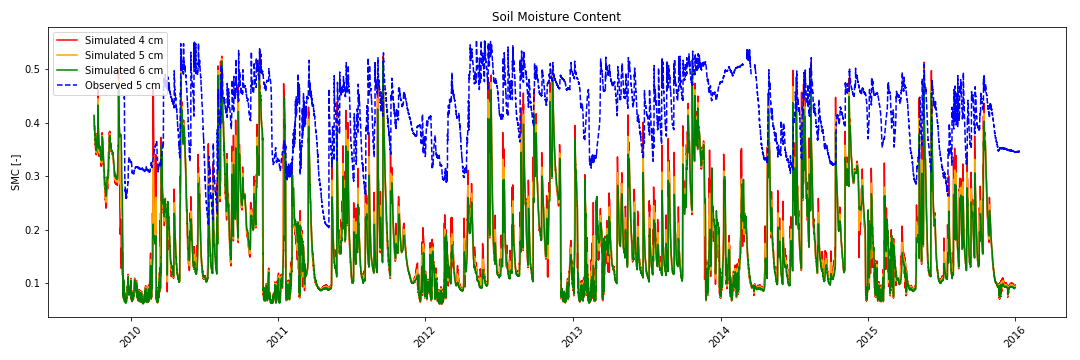 Soil Moisture Content
Simulated 4 cm
Simulated 5 cm
Simulated 6 cm
Observed 5 cm
SMC [-]
0.5
0.4
0.3
0.2
0.1
2010
2011
2012
2013
2014
2015
2016